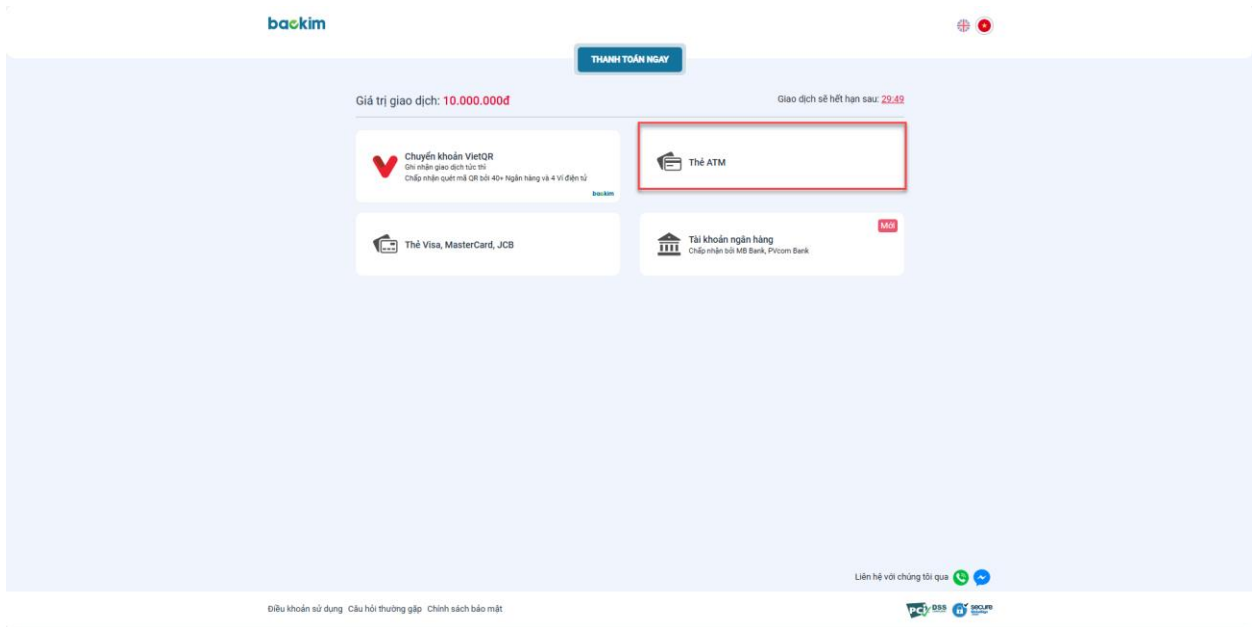 baokim
THANH TOÁN NGAY
Giá trị giao dịch: 10.000.000đ
Giao dịch sẽ hết hạn sau: 29:49
Chuyển khoản VietQR
Ghi nhận giao dịch tức thì
Chấp nhận quét mã QR bởi 40+ Ngân hàng và 4 Ví điện tử
baokim
Thẻ ATM
Thẻ Visa, MasterCard, JCB
Mới
Tài khoản ngân hàng
Chấp nhận bởi MB Bank, PVcom Bank
Liên hệ với chúng tôi qua
Điều khoản sử dụng Câu hỏi thường gặp Chính sách bảo mật
PCI DSS
secure